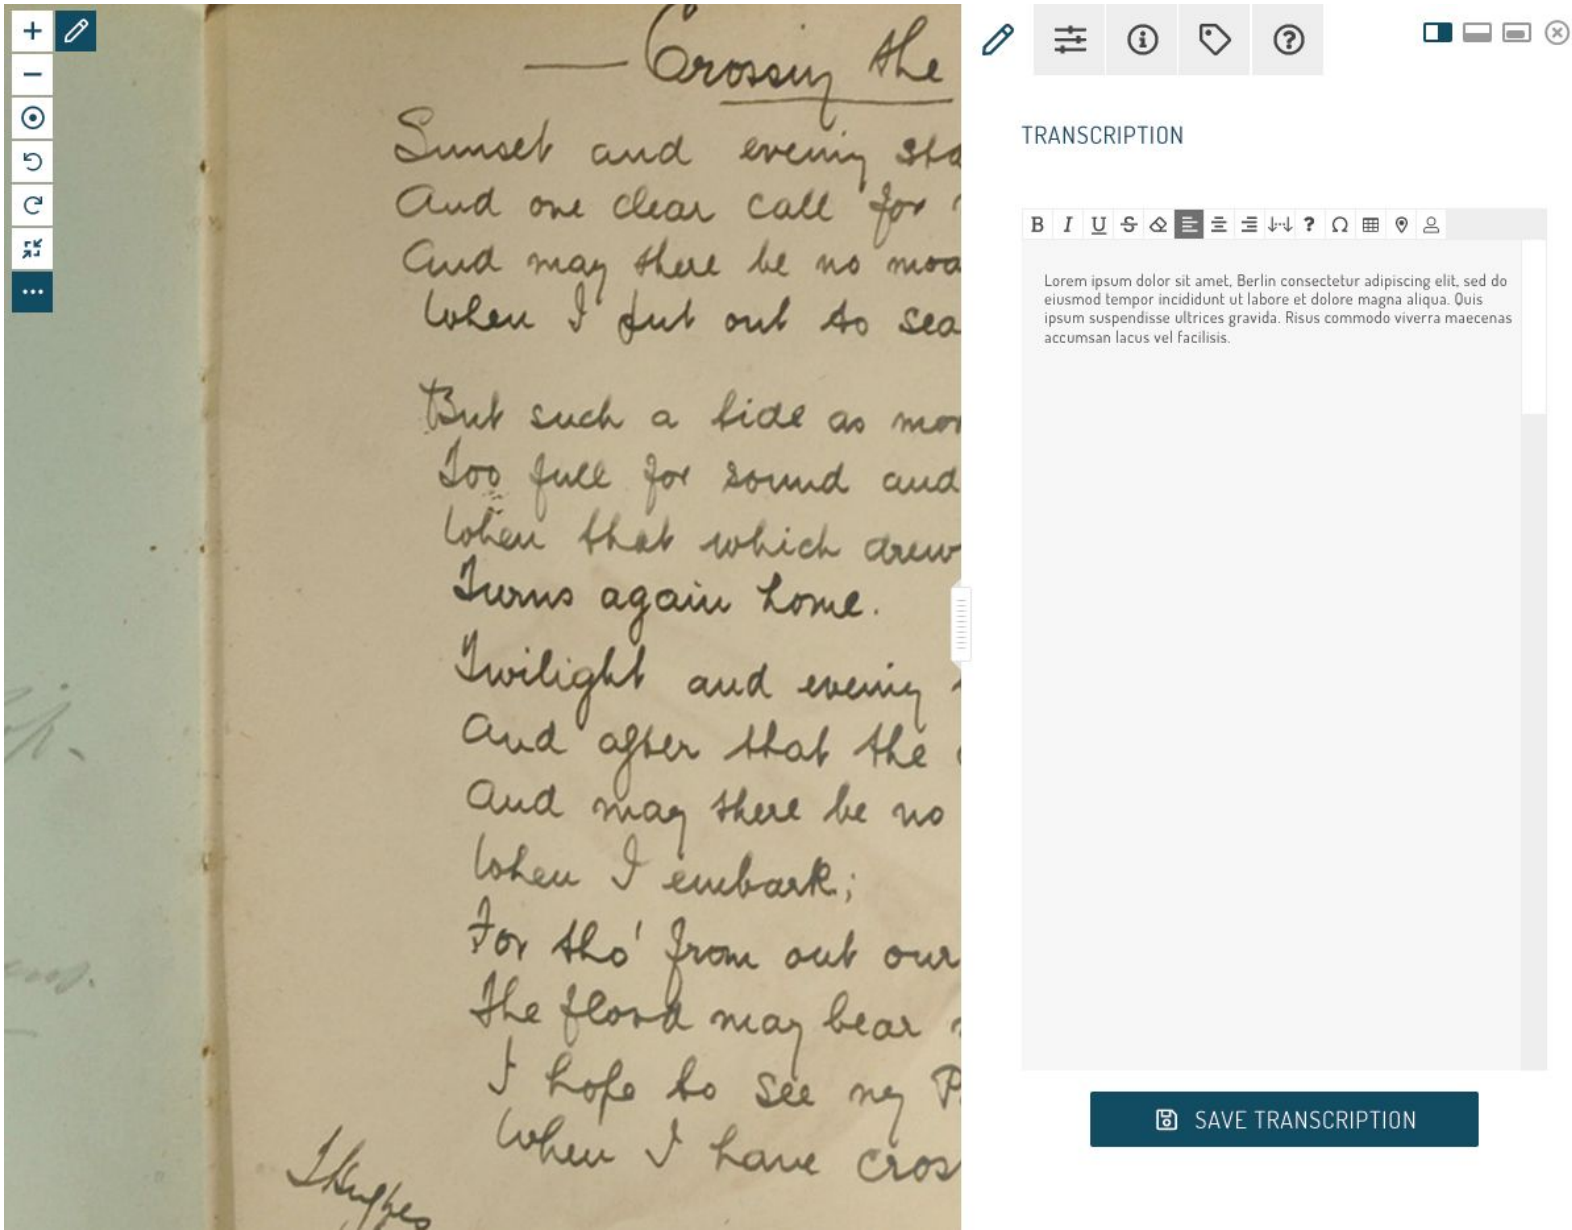 — Crossing the
Sunset and evening sta
And one clear call for
And may there be no moa
When I put out to sea
But such a tide as mov
Too full for sound and
When that which drew
Turns again home.
Twilight and evening
And after that the
And may there be no
When I embark;
For tho' from out our
The flood may bear
I hope to see my P
When I have cros
THughes
TRANSCRIPTION
B I U S ? Ω
Lorem ipsum dolor sit amet, Berlin consectetur adipiscing elit, sed do
eiusmod tempor incididunt ut labore et dolore magna aliqua. Quis
ipsum suspendisse ultrices gravida. Risus commodo viverra maecenas
accumsan lacus vel facilisis.
SAVE TRANSCRIPTION